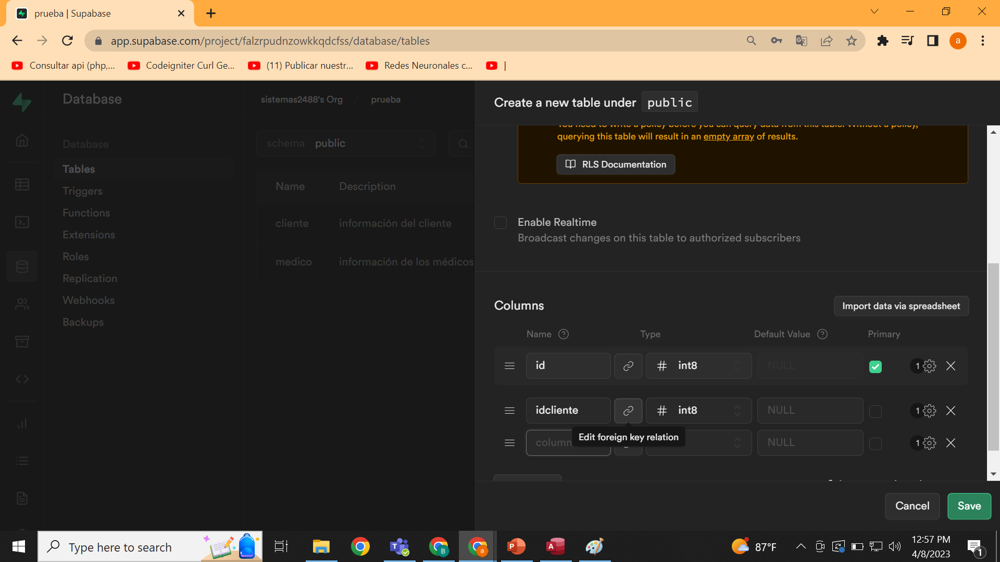 prueba | Supabase
app.supabase.com/project/falzrpudnzowkkqdcfss/database/tables
a
Consultar api (php,...
Codeigniter Curl Ge...
(11) Publicar nuestr...
Redes Neuronales c...
|
Database
sistemas2488's Org / prueba
Database
Tables
Triggers
Functions
Extensions
Roles
Replication
Webhooks
Backups
schema public
Name Description
cliente información del cliente
medico información de los médicos
Create a new table under public
You need to write a policy before you can query data from this table. Without a policy,
querying this table will result in an empty array of results.
RLS Documentation
Enable Realtime
Broadcast changes on this table to authorized subscribers
Columns
Import data via spreadsheet
Name ? Type Default Value ? Primary
id # int8 NULL 1
idcliente # int8 NULL 1
Edit foreign key relation
column NULL 1
Cancel
Save
Type here to search
T
B
a
P
A
87°F
12:57 PM
4/8/2023
1